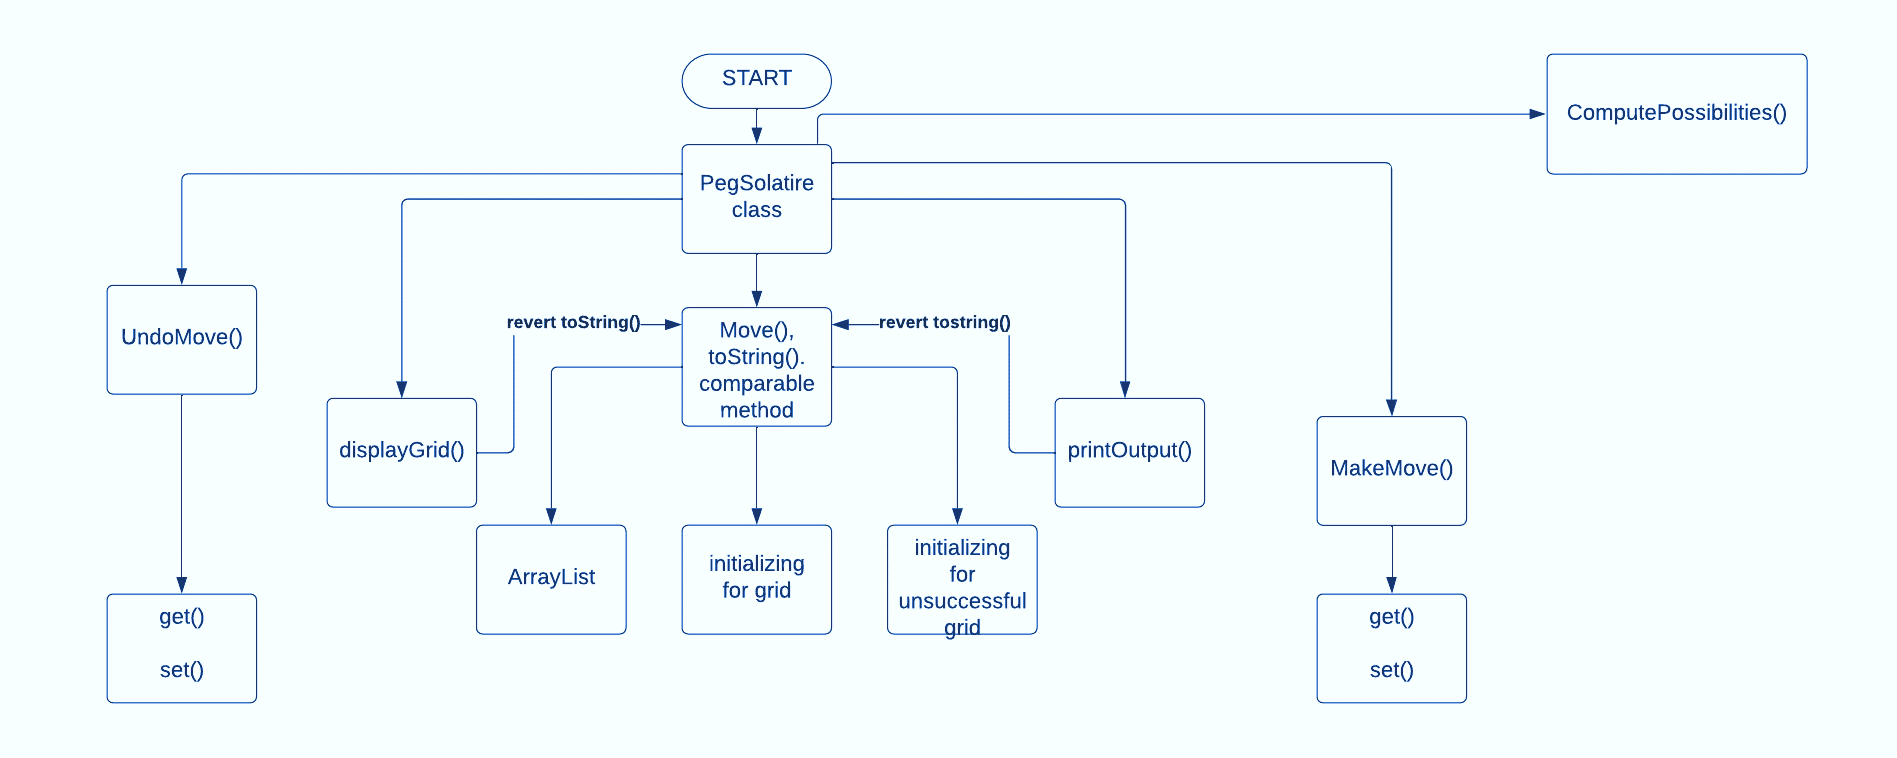 START
ComputePossibilities()
PegSolatire
class
UndoMove()
revert toString()
revert tostring()
Move(),
toString().
comparable
method
displayGrid()
printOutput()
MakeMove()
ArrayList
initializing
for grid
initializing
for
unsuccessful
grid
get()
set()
get()
set()